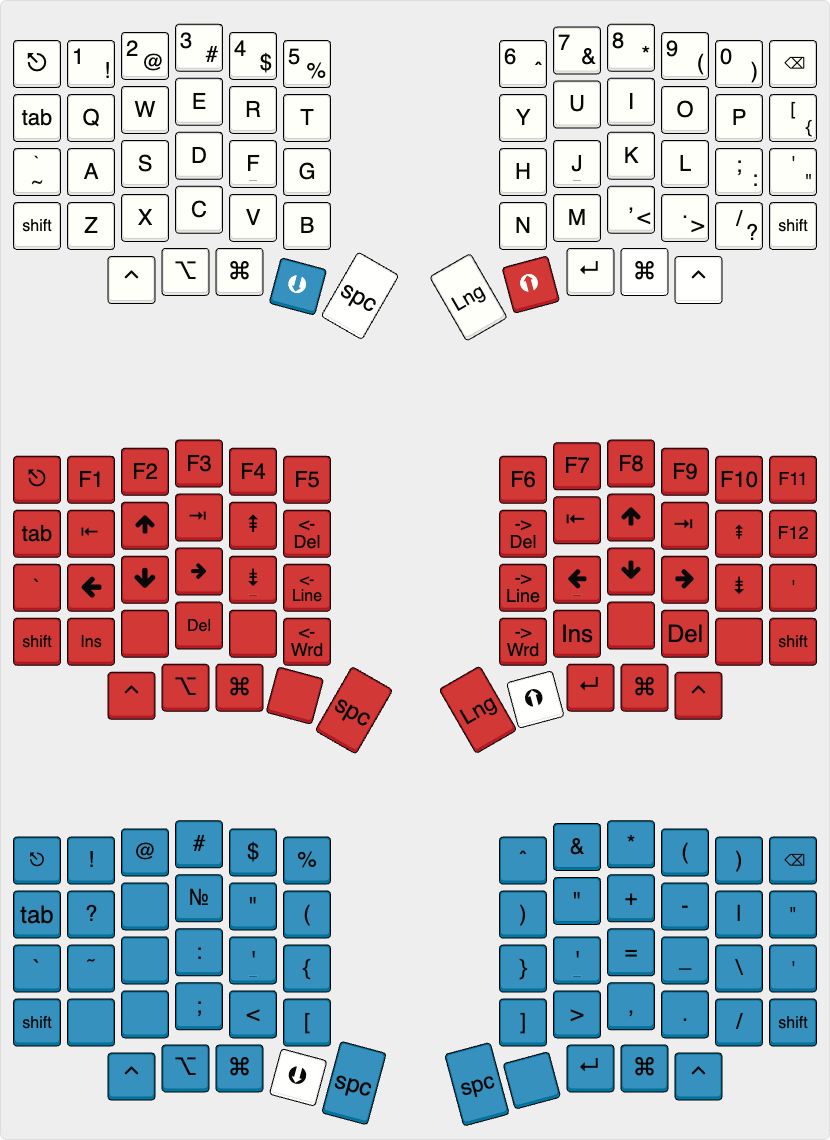 ⎋ 1 ! 2 @ 3 # 4 $ 5 % 6 ^ 7 & 8 * 9 ( 0 ) ⌫
tab Q W E R T Y U I O P [ {
` ~ A S D F _ G H J _ K L ; : ' "
shift Z X C V B N M , < . > / ? shift
^ ⌥ ⌘ ⬇ spc Lng ⬆ ↵ ⌘ ^
⎋ F1 F2 F3 F4 F5 F6 F7 F8 F9 F10 F11
tab ⇤ ↑ ⇥ ⇞ <- Del -> Del ⇤ ↑ ⇥ ⇞ F12
` ← ↓ → ⇟ _ <- Line -> Line ← _ ↓ → ⇟ '
shift Ins Del <- Wrd -> Wrd Ins Del shift
^ ⌥ ⌘ spc Lng ⬆ ↵ ⌘ ^
⎋ ! @ # $ % ^ & * ( ) ⌫
tab ? № " ( ) " + - | "
` ~ : ' _ { } ' _ = _ \ '
shift ; < [ ] > , . / shift
^ ⌥ ⌘ ⬇ spc spc ↵ ⌘ ^